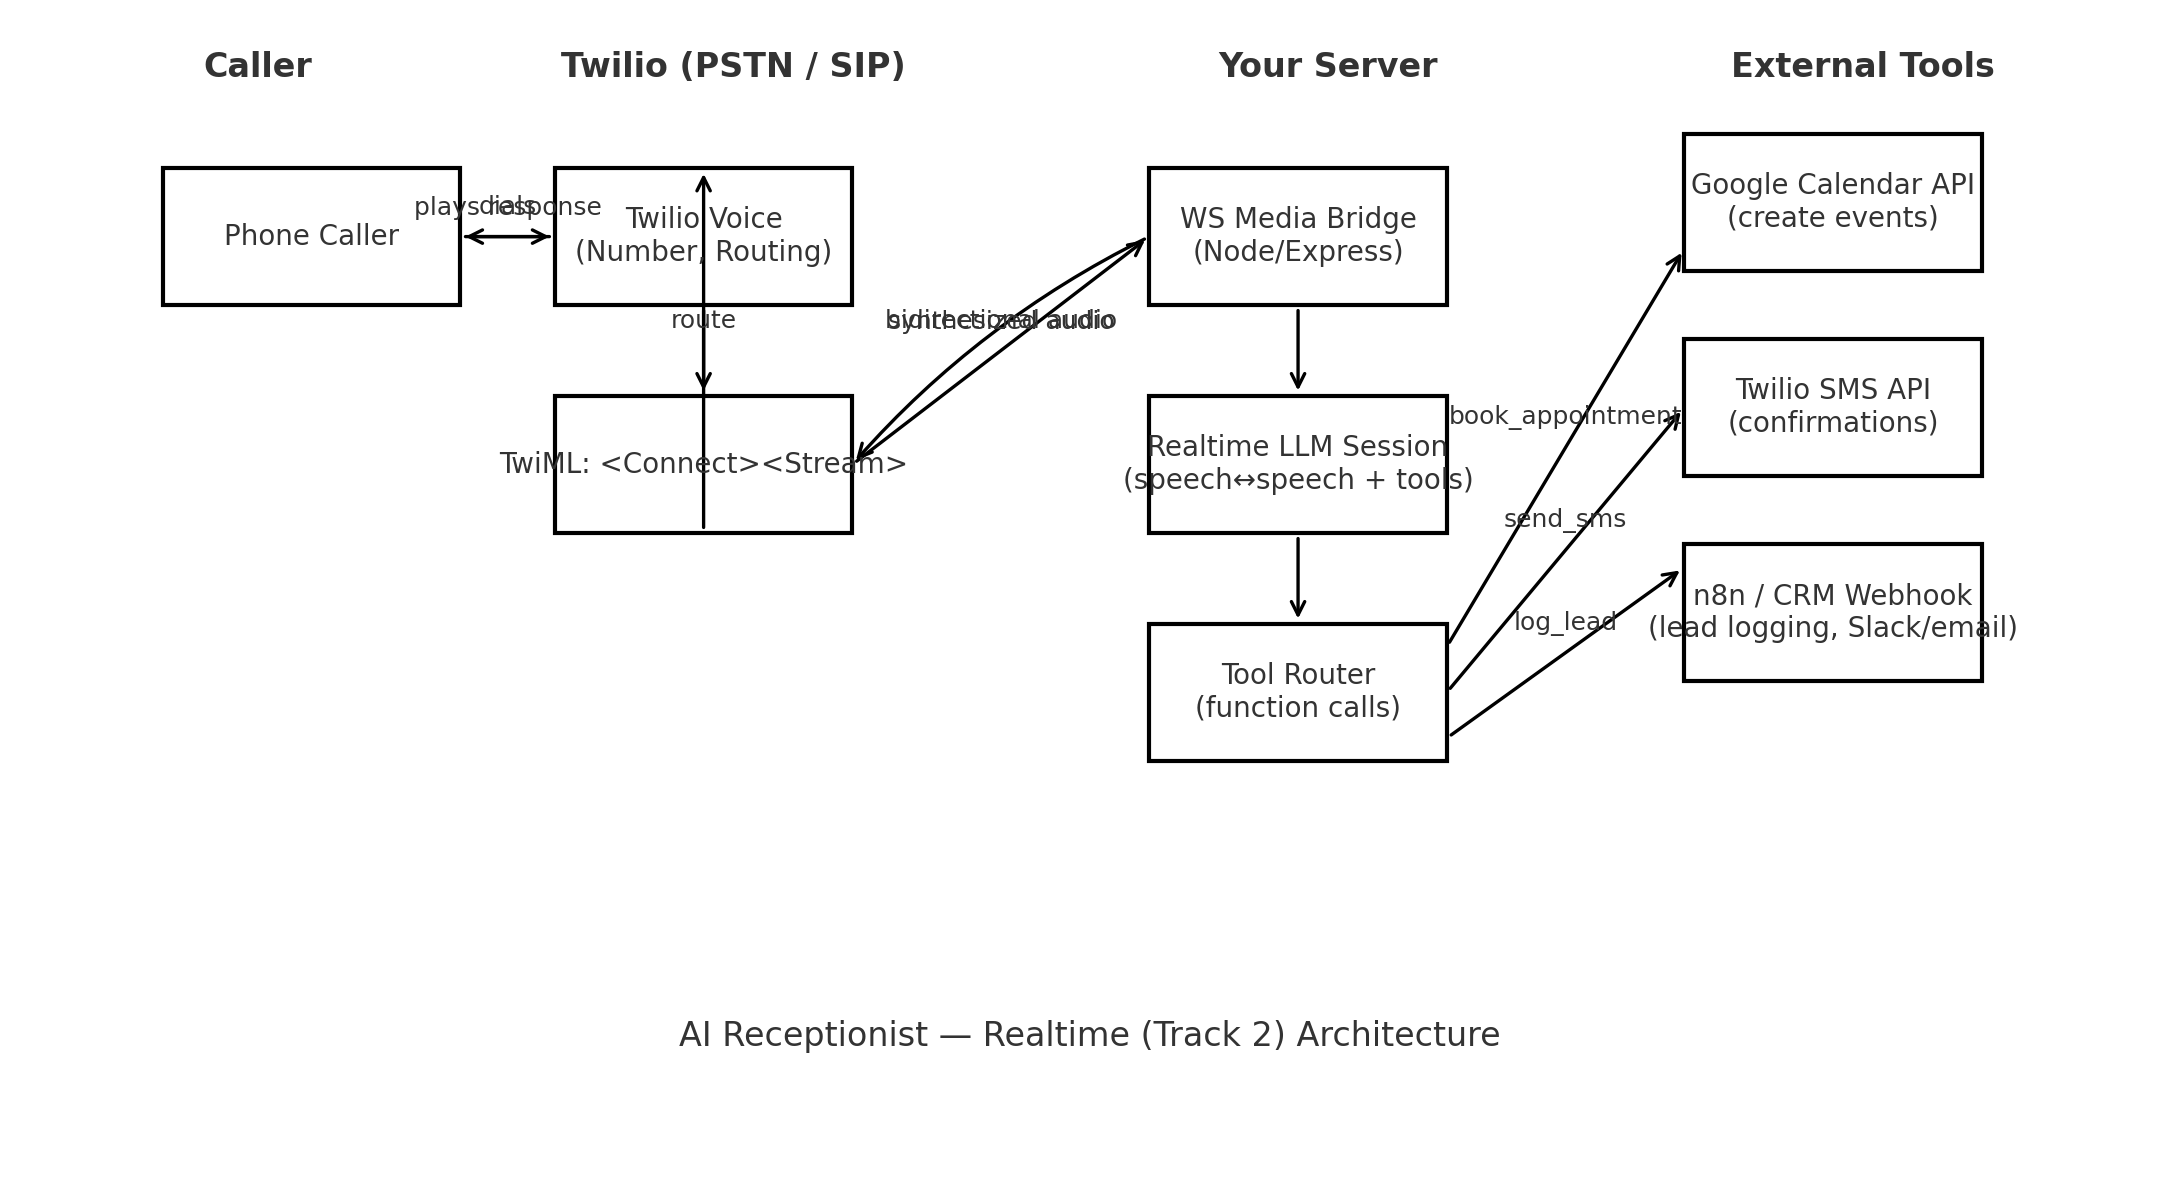 Caller
Twilio (PSTN / SIP)
Your Server
External Tools
Phone Caller
plays response
dials
Twilio Voice
(Number, Routing)
route
TwiML: <Connect><Stream>
bidirectional audio
synthesized audio
WS Media Bridge
(Node/Express)
Realtime LLM Session
(speech↔speech + tools)
Tool Router
(function calls)
book_appointment
send_sms
log_lead
Google Calendar API
(create events)
Twilio SMS API
(confirmations)
n8n / CRM Webhook
(lead logging, Slack/email)
AI Receptionist — Realtime (Track 2) Architecture